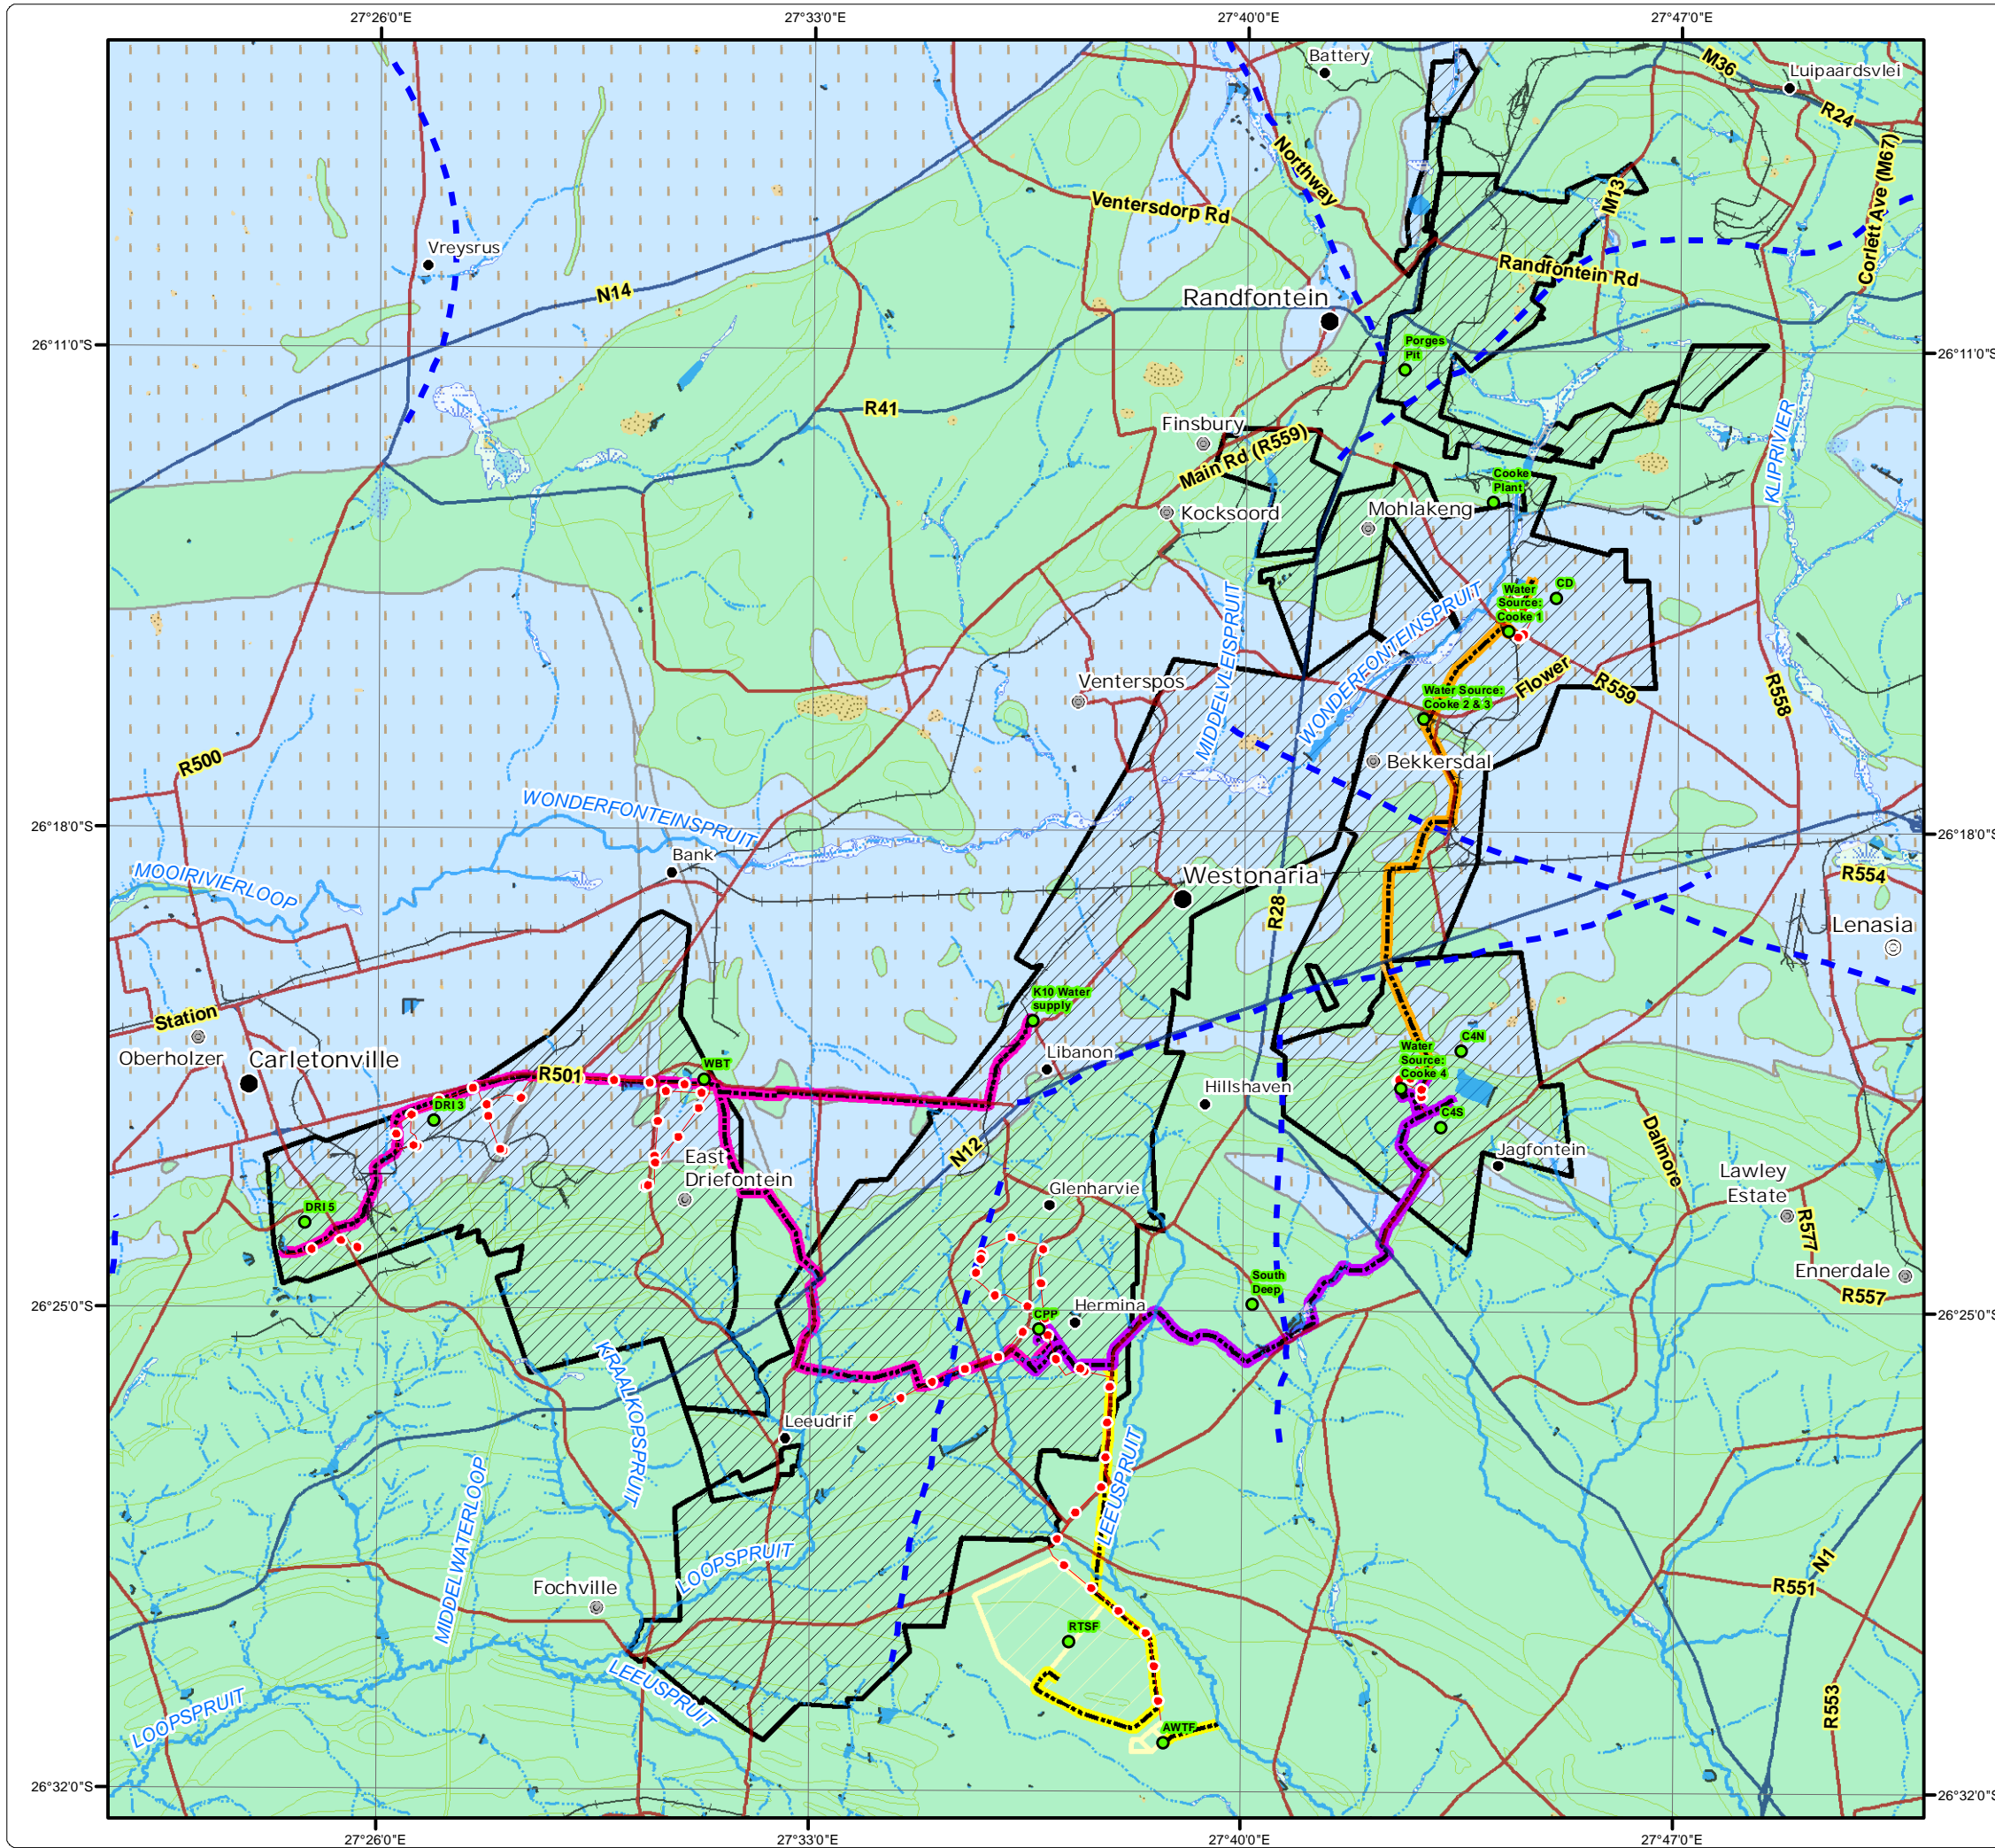 27°26'0"E
27°33'0"E
27°40'0"E
27°47'0"E
Battery
M36
Luipaardsvlei
R24
Northway
Corlett Ave (M67)
Ventersdorp Rd
M13
Vreysrus
Randfontein Rd
N14
Randfontein
26°11'0"S
Porges
Pit
26°11'0"S
R41
Finsbury
Main Rd (R559)
KLIPRIVIER
Cooke
Plant
Kocksoord
Mohlakeng
CD
Water
Source:
Cooke 1
MIDDELVLEISPRUIT
WONDERFONTEINSPRUIT
Flower
R559
R558
Venterspos
Water Source:
Cooke 2 & 3
R500
Bekkersdal
WONDERFONTEINSPRUIT
26°18'0"S
26°18'0"S
Bank
MOOIRIVIERLOOP
Westonaria
R554
R28
Lenasia
K10 Water
supply
Station
Oberholzer
Carletonville
Libanon
C4N
Water
Source:
Cooke 4
WBT
R501
Hillshaven
DRI 3
C4S
N12
Jagfontein
Dalmore
East
Driefontein
Lawley
Estate
Glenharvie
DRI 5
R577
South
Deep
Ennerdale
26°25'0"S
R557
26°25'0"S
CPP
Hermina
KRAALKOPSPRUIT
Leeudrif
LEEUSPRUIT
MIDDELWATERLOOP
LOOPSPRUIT
Fochville
N1
R551
RTSF
LEEUSPRUIT
LOOPSPRUIT
R553
AWTF
26°32'0"S
26°32'0"S
27°26'0"E
27°33'0"E
27°40'0"E
27°47'0"E